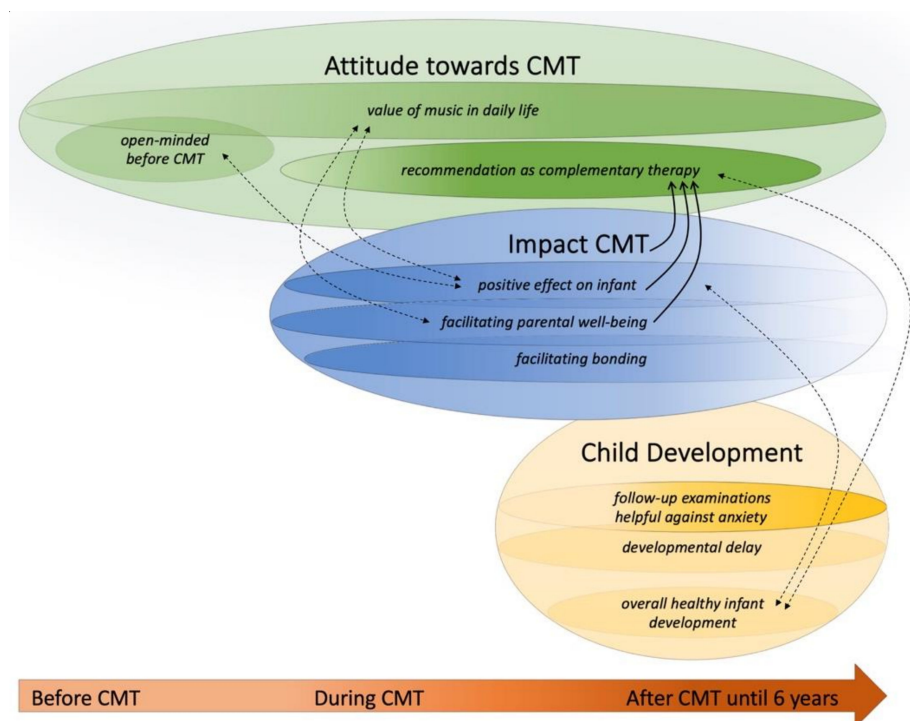 Attitude towards CMT
value of music in daily life
open-minded
before CMT
recommendation as complementary therapy
Impact CMT
positive effect on infant
facilitating parental well-being
facilitating bonding
Child Development
follow-up examinations
helpful against anxiety
developmental delay
overall healthy infant
development
Before CMT
During CMT
After CMT until 6 years